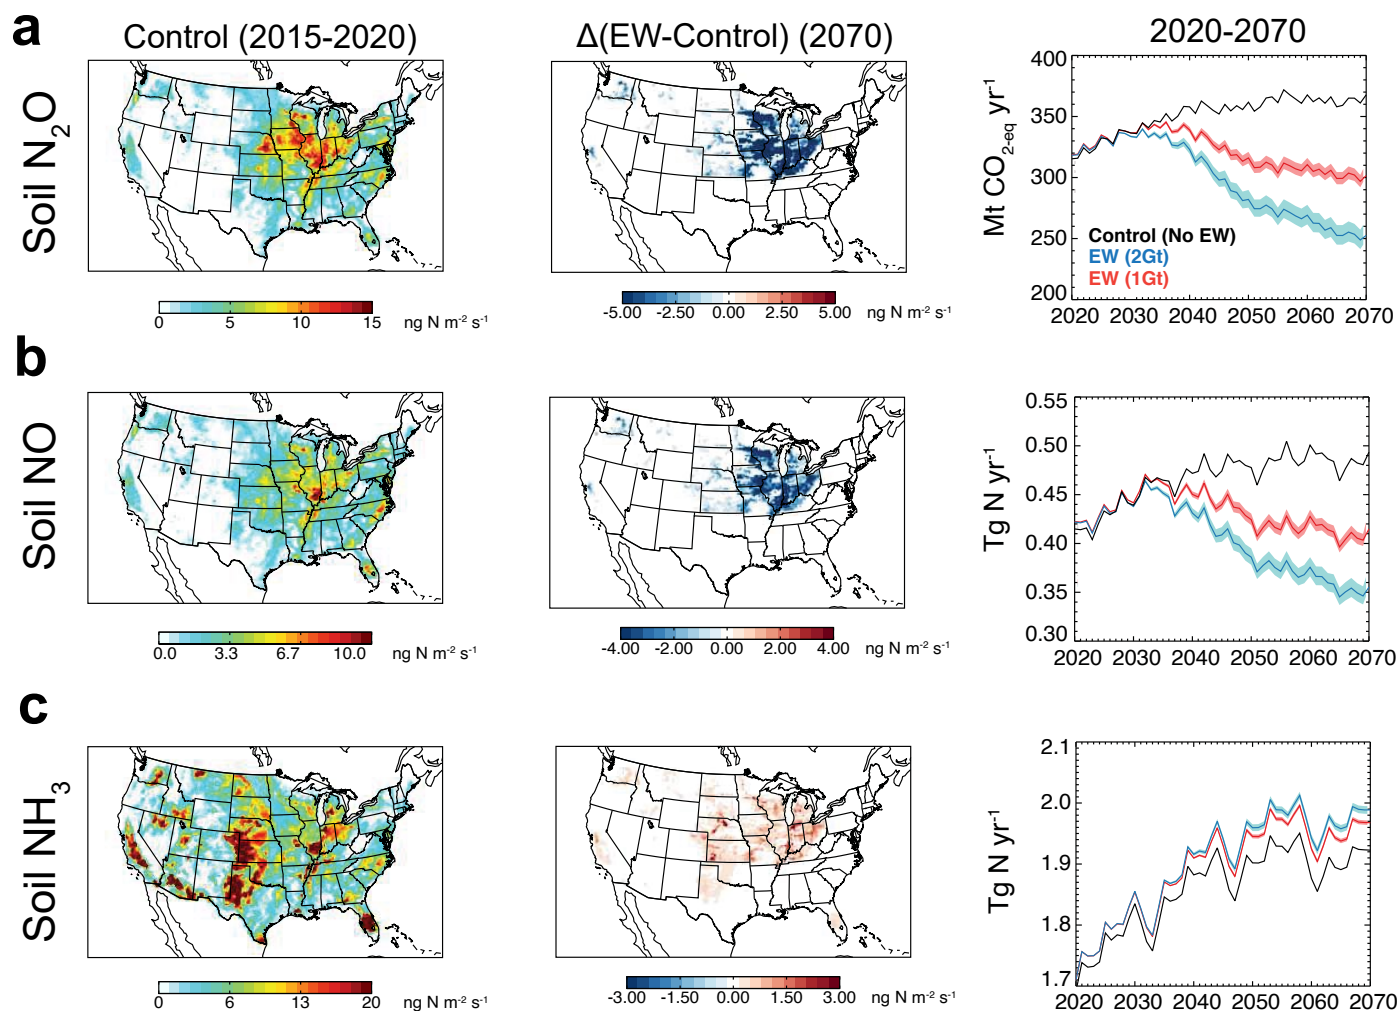 a
Control (2015-2020)
Δ(EW-Control) (2070)
2020-2070
Soil N2O
0 5 10 15 ng N m-2 s-1
-5.00 -2.50 0.00 2.50 5.00 ng N m-2 s-1
Mt CO2-eq yr-1
400
350
300
250
200
Control (No EW)
EW (2Gt)
EW (1Gt)
2020 2030 2040 2050 2060 2070
b
Soil NO
0.0 3.3 6.7 10.0 ng N m-2 s-1
-4.00 -2.00 0.00 2.00 4.00 ng N m-2 s-1
Tg N yr-1
0.55
0.50
0.45
0.40
0.35
0.30
2020 2030 2040 2050 2060 2070
c
Soil NH3
0 6 13 20 ng N m-2 s-1
-3.00 -1.50 0.00 1.50 3.00 ng N m-2 s-1
Tg N yr-1
2.1
2.0
1.9
1.8
1.7
2020 2030 2040 2050 2060 2070